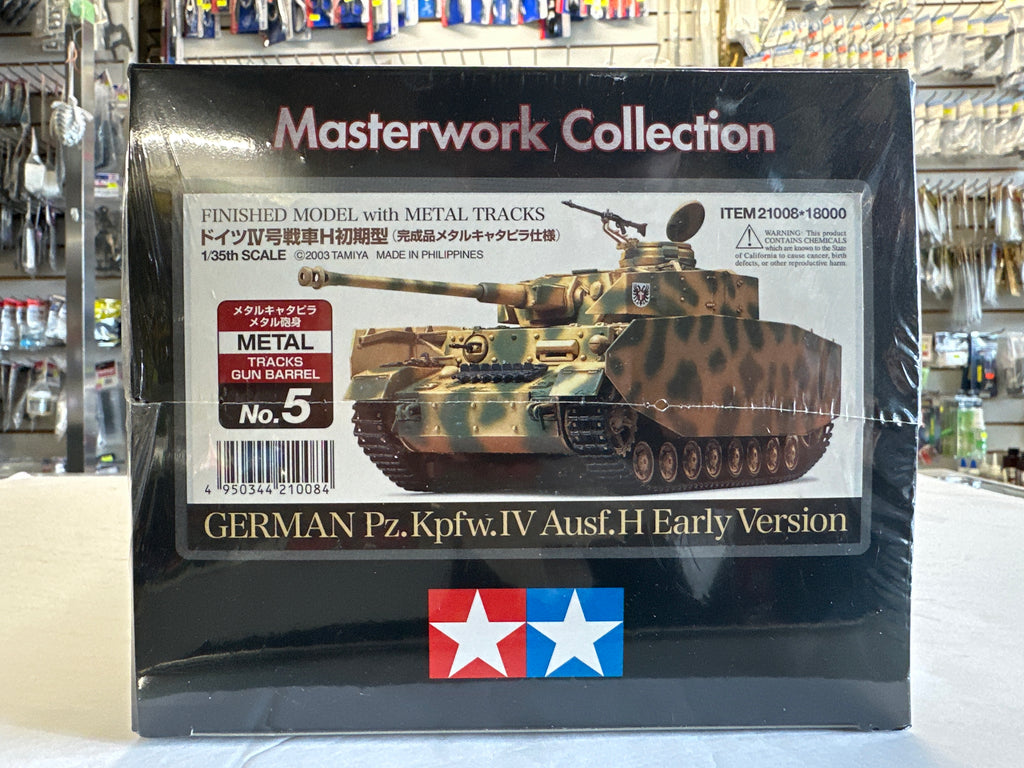 Masterwork Collection
FINISHED MODEL with METAL TRACKS
ドイツⅣ号戦車H初期型(完成品メタルキャタピラ仕様)
1/35th SCALE ©2003 TAMIYA MADE IN PHILIPPINES
ITEM 21008*18000
WARNING: This product
CONTAINS CHEMICALS
which are known to the State
of California to cause cancer, birth
defects, or other reproductive harm.
メタルキャタピラ
メタル砲身
METAL
TRACKS
GUN BARREL
No.5
4 950344 210084
GERMAN Pz.Kpfw.IV Ausf.H Early Version